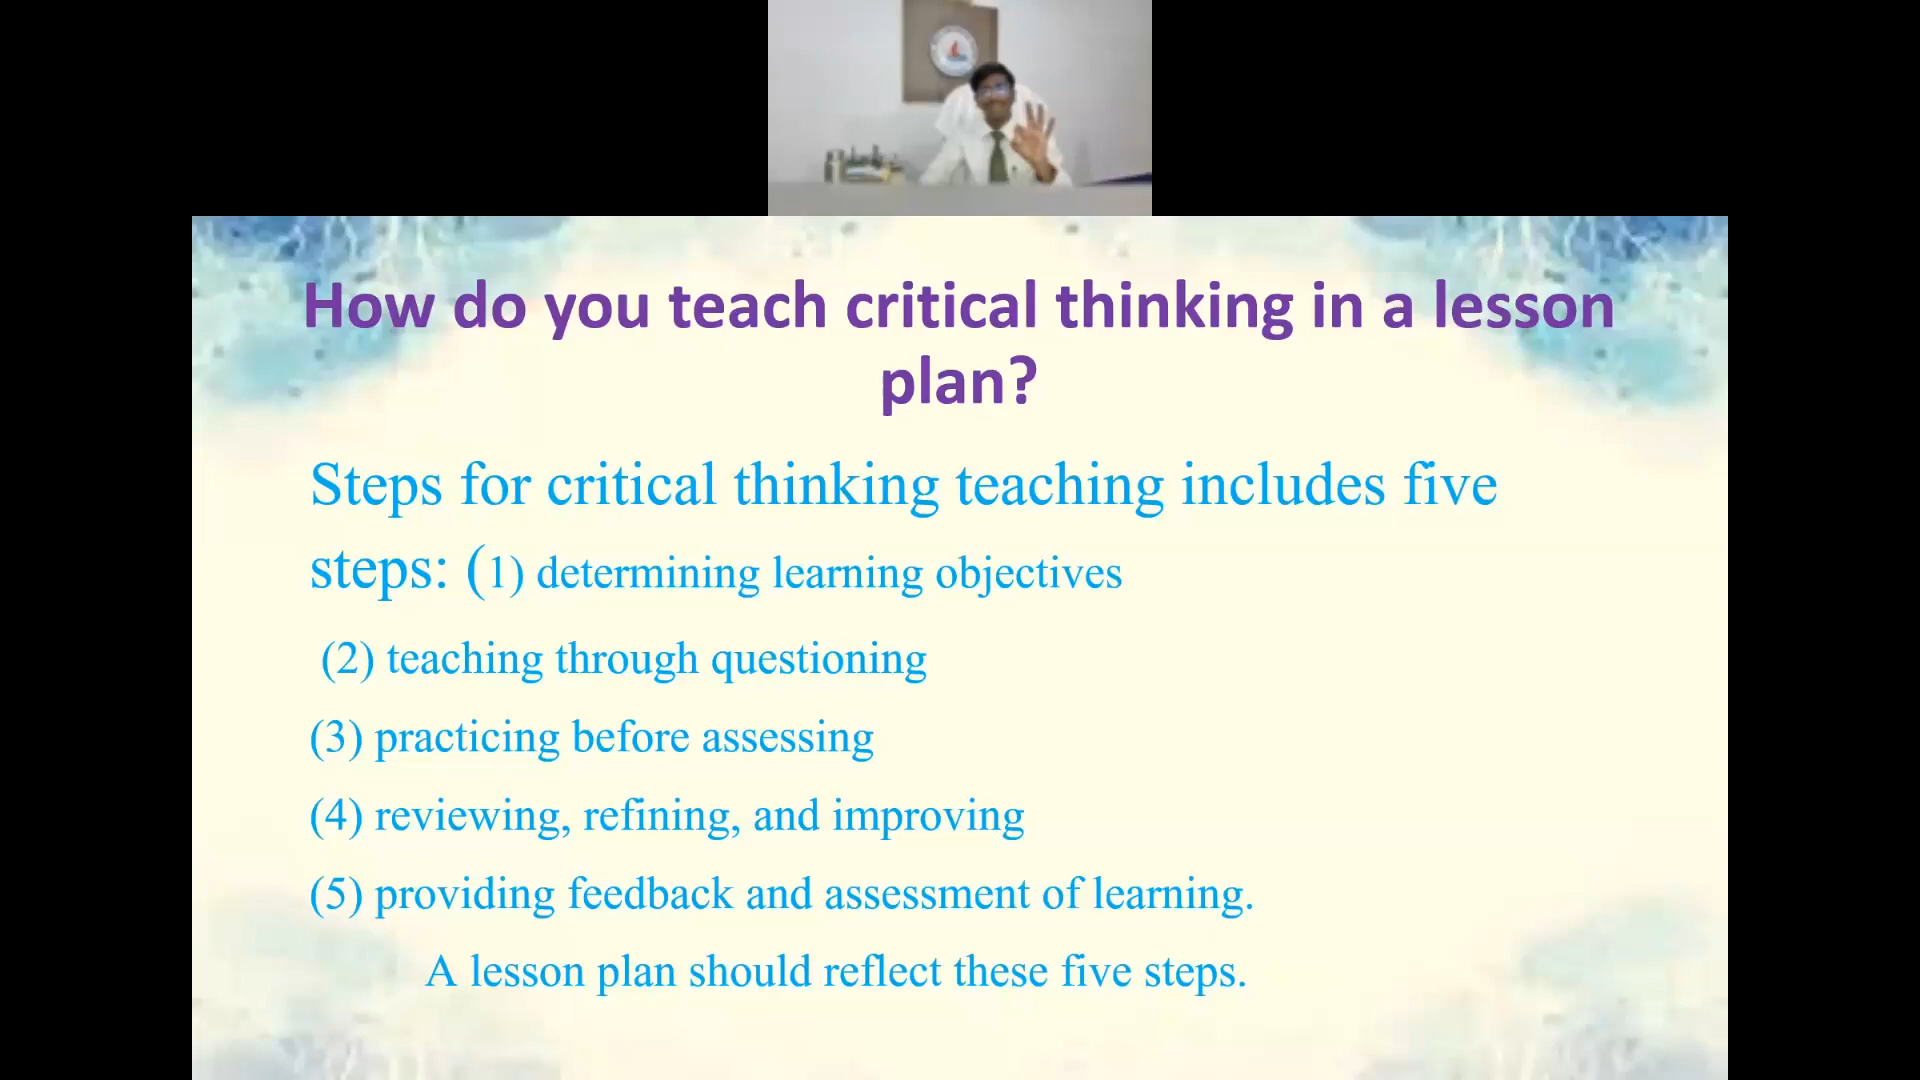 How do you teach critical thinking in a lesson
plan?
Steps for critical thinking teaching includes five
steps: (1) determining learning objectives
(2) teaching through questioning
(3) practicing before assessing
(4) reviewing, refining, and improving
(5) providing feedback and assessment of learning.
A lesson plan should reflect these five steps.